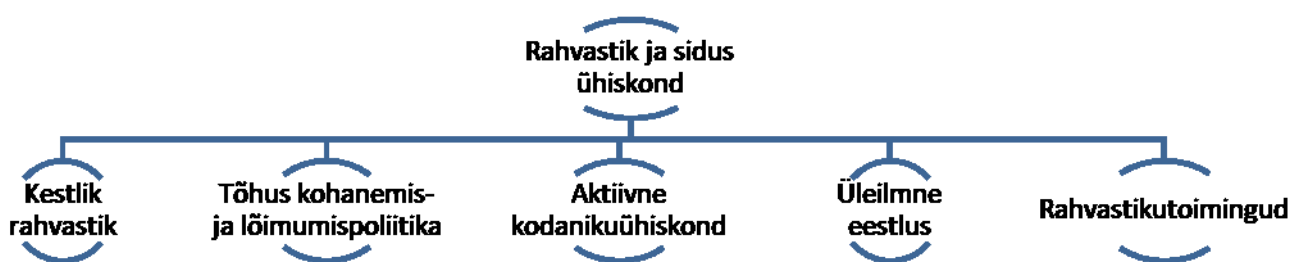 Rahvastik ja sidus
ühiskond
Kestlik
rahvastik
Tõhus kohanemis-
ja lõimumispoliitika
Aktiivne
kodanikuühiskond
Üleilmne
eestlus
Rahvastikutoimingud